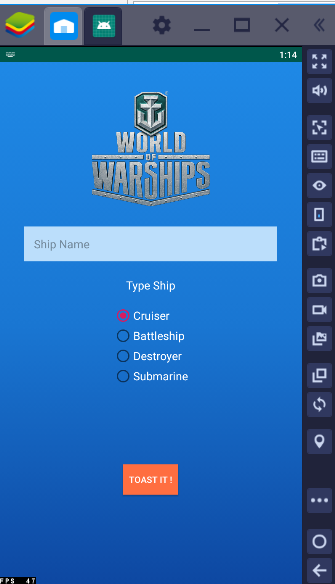 1:14
WORLD
OF
WARSHIPS
Ship Name
Type Ship
Cruiser
Battleship
Destroyer
Submarine
TOAST IT !
FPS 47